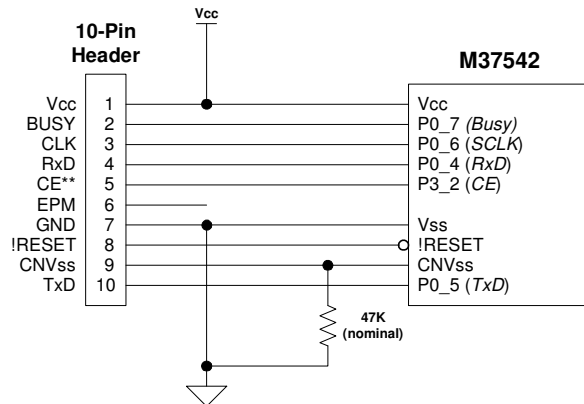 Vcc
10-Pin
Header
M37542
Vcc 1 Vcc
BUSY 2 P0_7 (Busy)
CLK 3 P0_6 (SCLK)
RxD 4 P0_4 (RxD)
CE** 5 P3_2 (CE)
EPM 6
GND 7 Vss
!RESET 8 !RESET
CNVss 9 CNVss
TxD 10 P0_5 (TxD)
47K
(nominal)